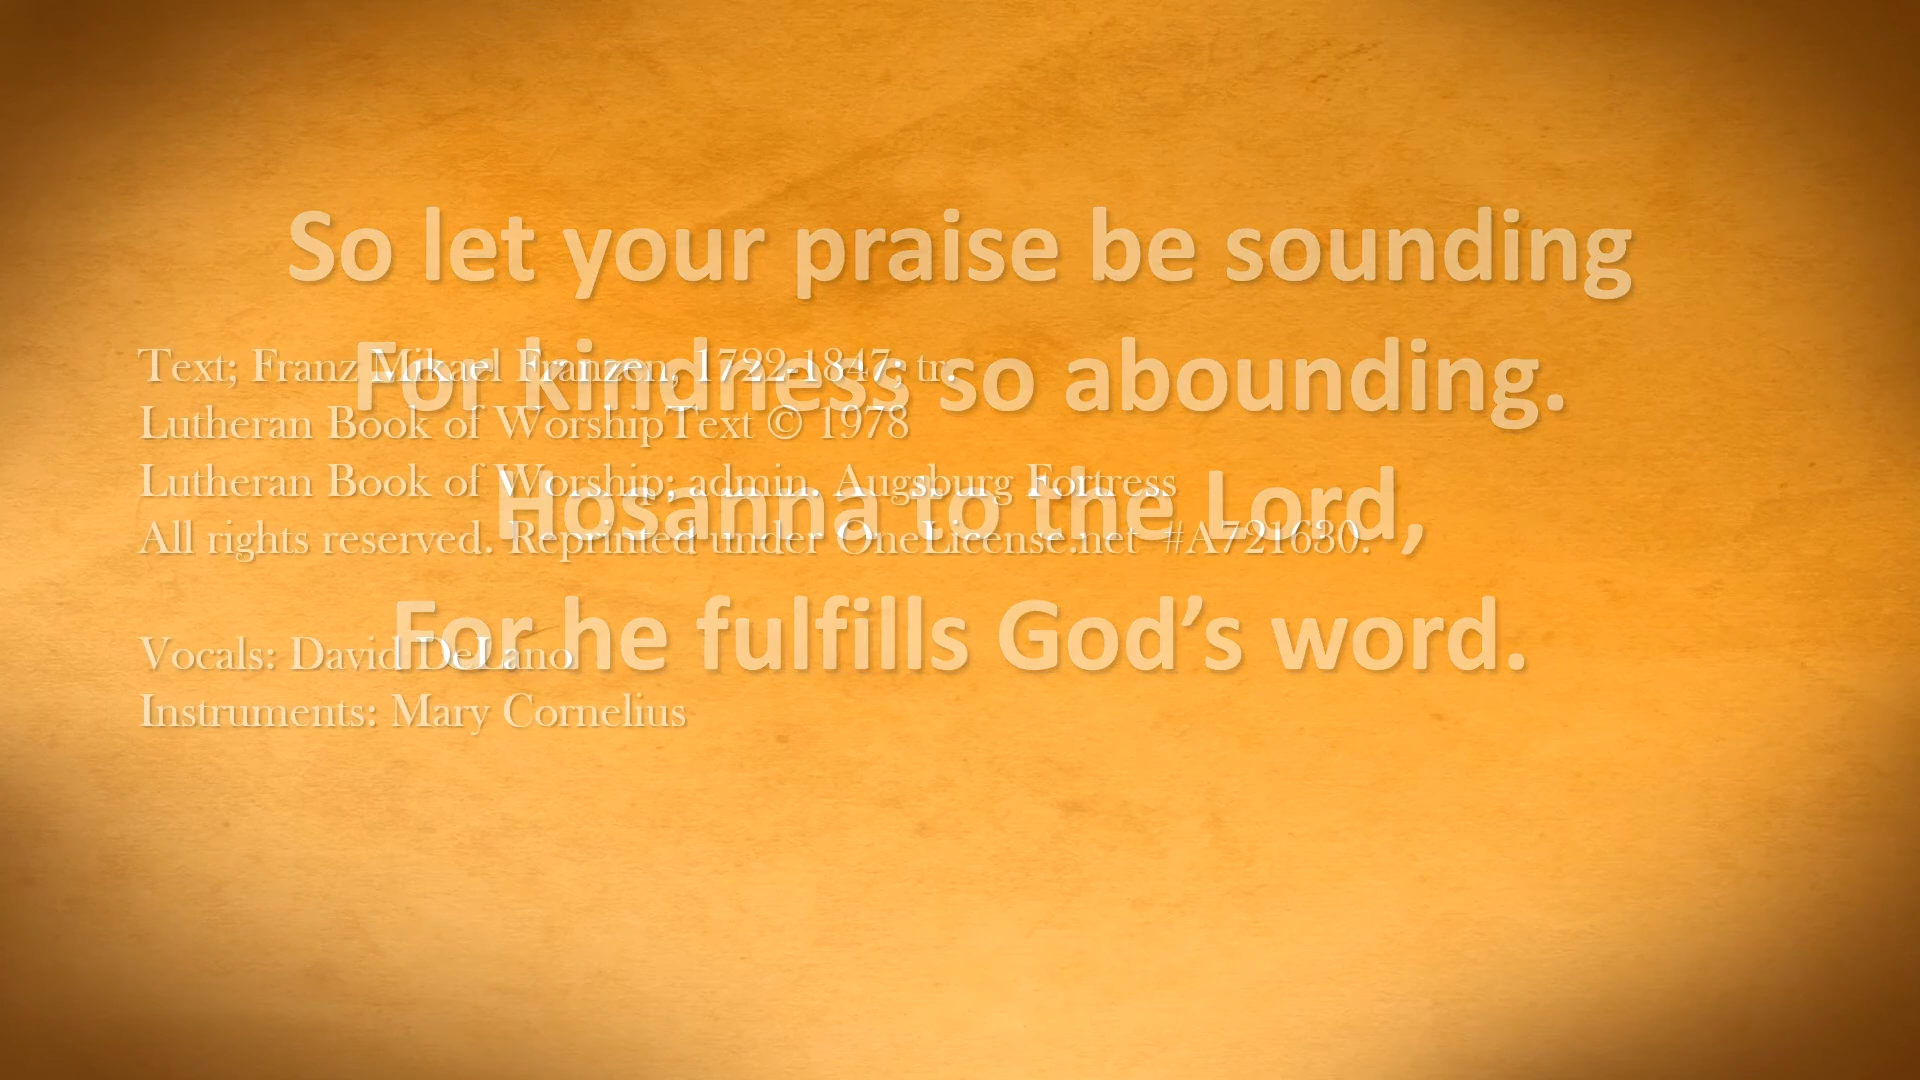 So let your praise be sounding
For kindness so abounding.
Hosanna to the Lord,
For he fulfills God’s word.
Text; Franz Mikael Franzen, 1722-1847; tr.
Lutheran Book of WorshipText © 1978
Lutheran Book of Worship; admin. Augsburg Fortress
All rights reserved. Reprinted under OneLicense.net #A721630.
Vocals: David DeLano
Instruments: Mary Cornelius